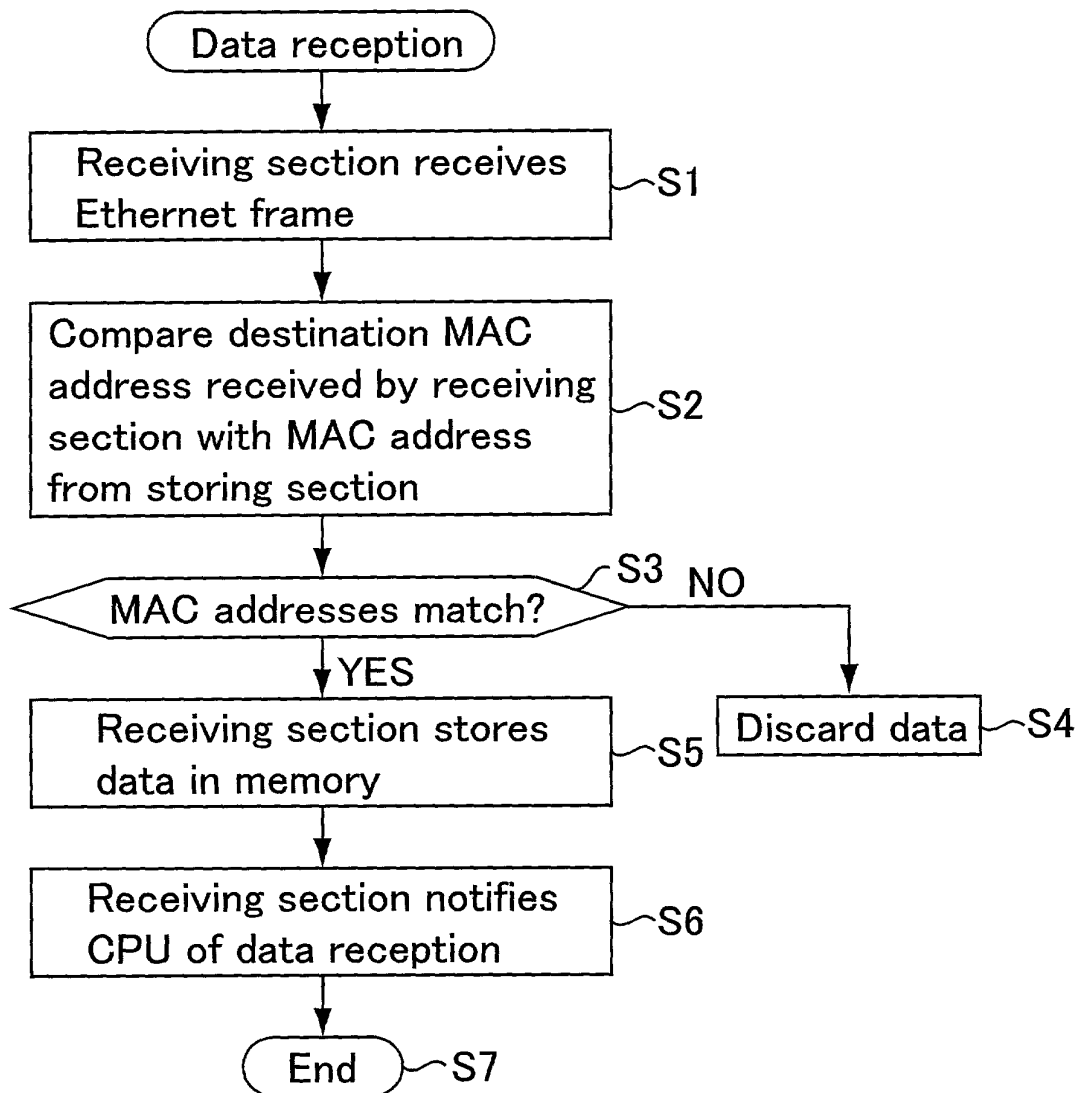 Data reception
Receiving section receives
Ethernet frame
S1
Compare destination MAC
address received by receiving
section with MAC address
from storing section
S2
S3
NO
MAC addresses match?
YES
Receiving section stores
data in memory
S5
Discard data
S4
Receiving section notifies
CPU of data reception
S6
End
S7